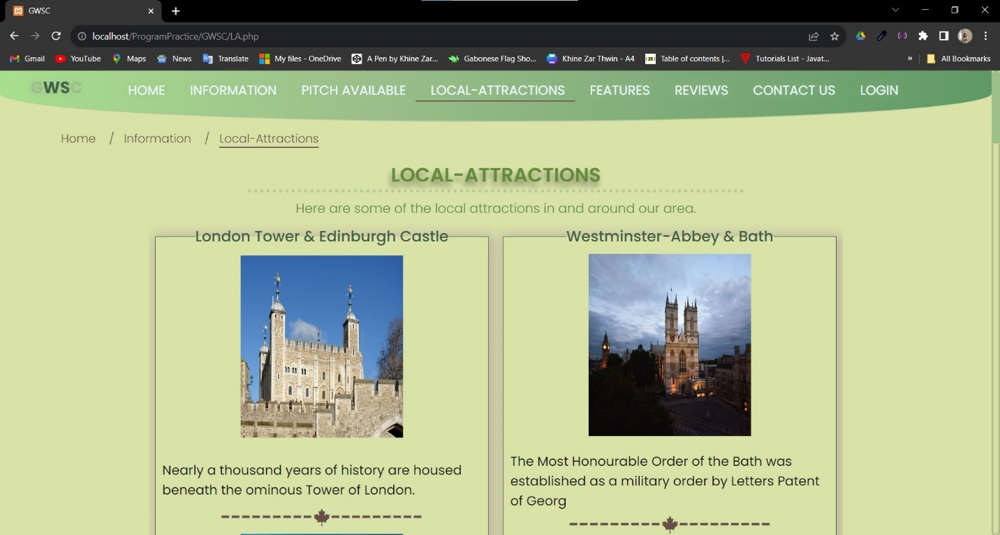 GWSC
localhost/ProgramPractice/GWSC/LA.php
Gmail YouTube Maps News Translate My files - OneDrive A Pen by Khine Zar... Gabonese Flag Sho... Khine Zar Thwin - A4 Table of contents |... Tutorials List - Javat... » All Bookmarks
GWSC HOME INFORMATION PITCH AVAILABLE LOCAL-ATTRACTIONS FEATURES REVIEWS CONTACT US LOGIN
Home / Information / Local-Attractions
LOCAL-ATTRACTIONS
Here are some of the local attractions in and around our area.
London Tower & Edinburgh Castle
Nearly a thousand years of history are housed
beneath the ominous Tower of London.
Westminster-Abbey & Bath
The Most Honourable Order of the Bath was
established as a military order by Letters Patent
of Georg